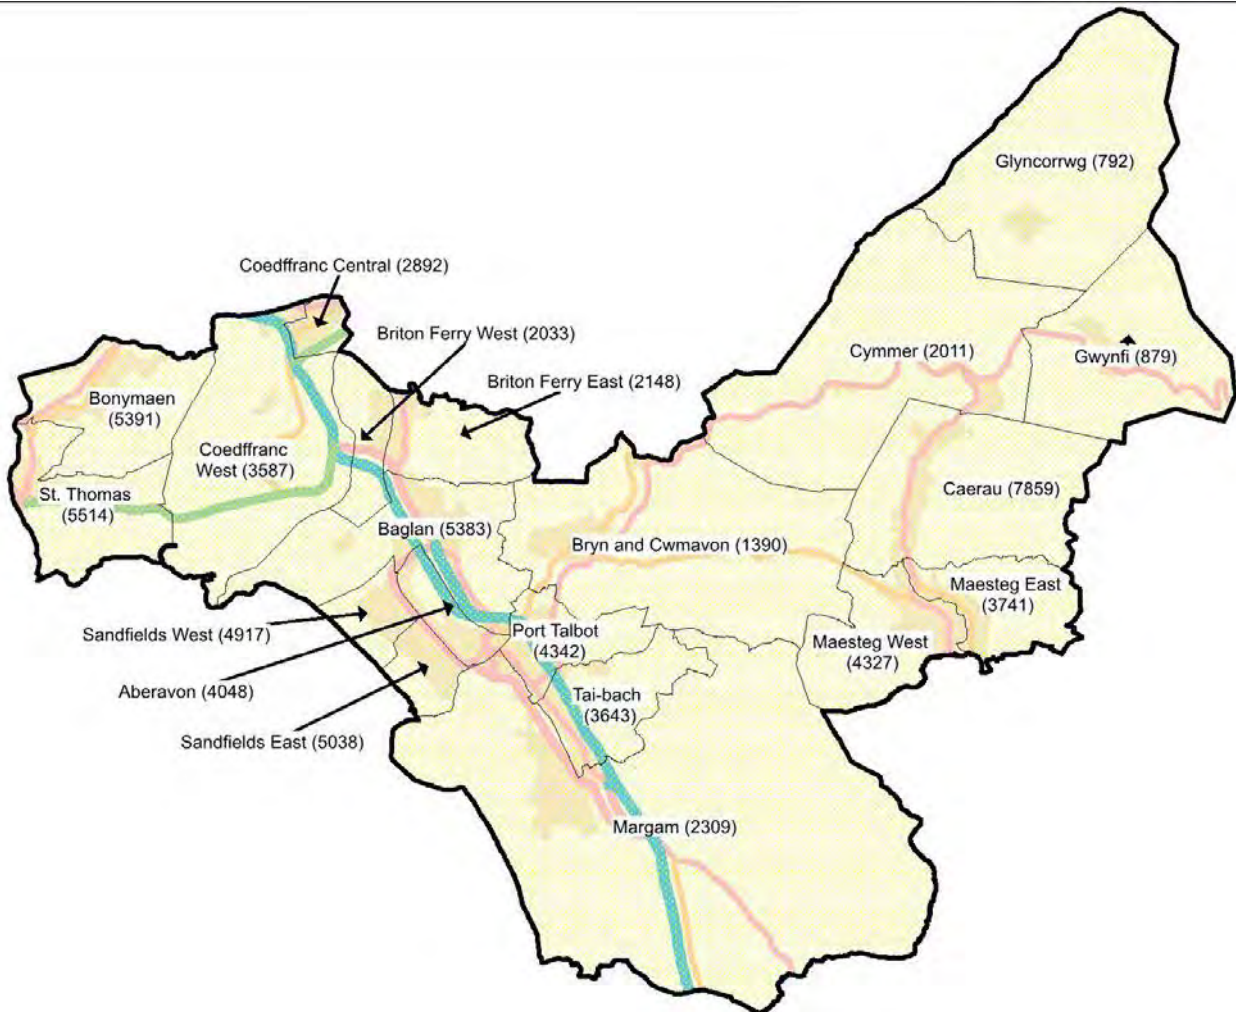 Glyncorrwg (792)
Coedffranc Central (2892)
Briton Ferry West (2033)
Cymmer (2011)
Gwynfi (879)
Briton Ferry East (2148)
Bonymaen
(5391)
Coedffranc
West (3587)
Caerau (7859)
St. Thomas
(5514)
Baglan (5383)
Bryn and Cwmavon (1390)
Maesteg East
(3741)
Sandfields West (4917)
Port Talbot
(4342)
Maesteg West
(4327)
Aberavon (4048)
Tai-bach
(3643)
Sandfields East (5038)
Margam (2309)